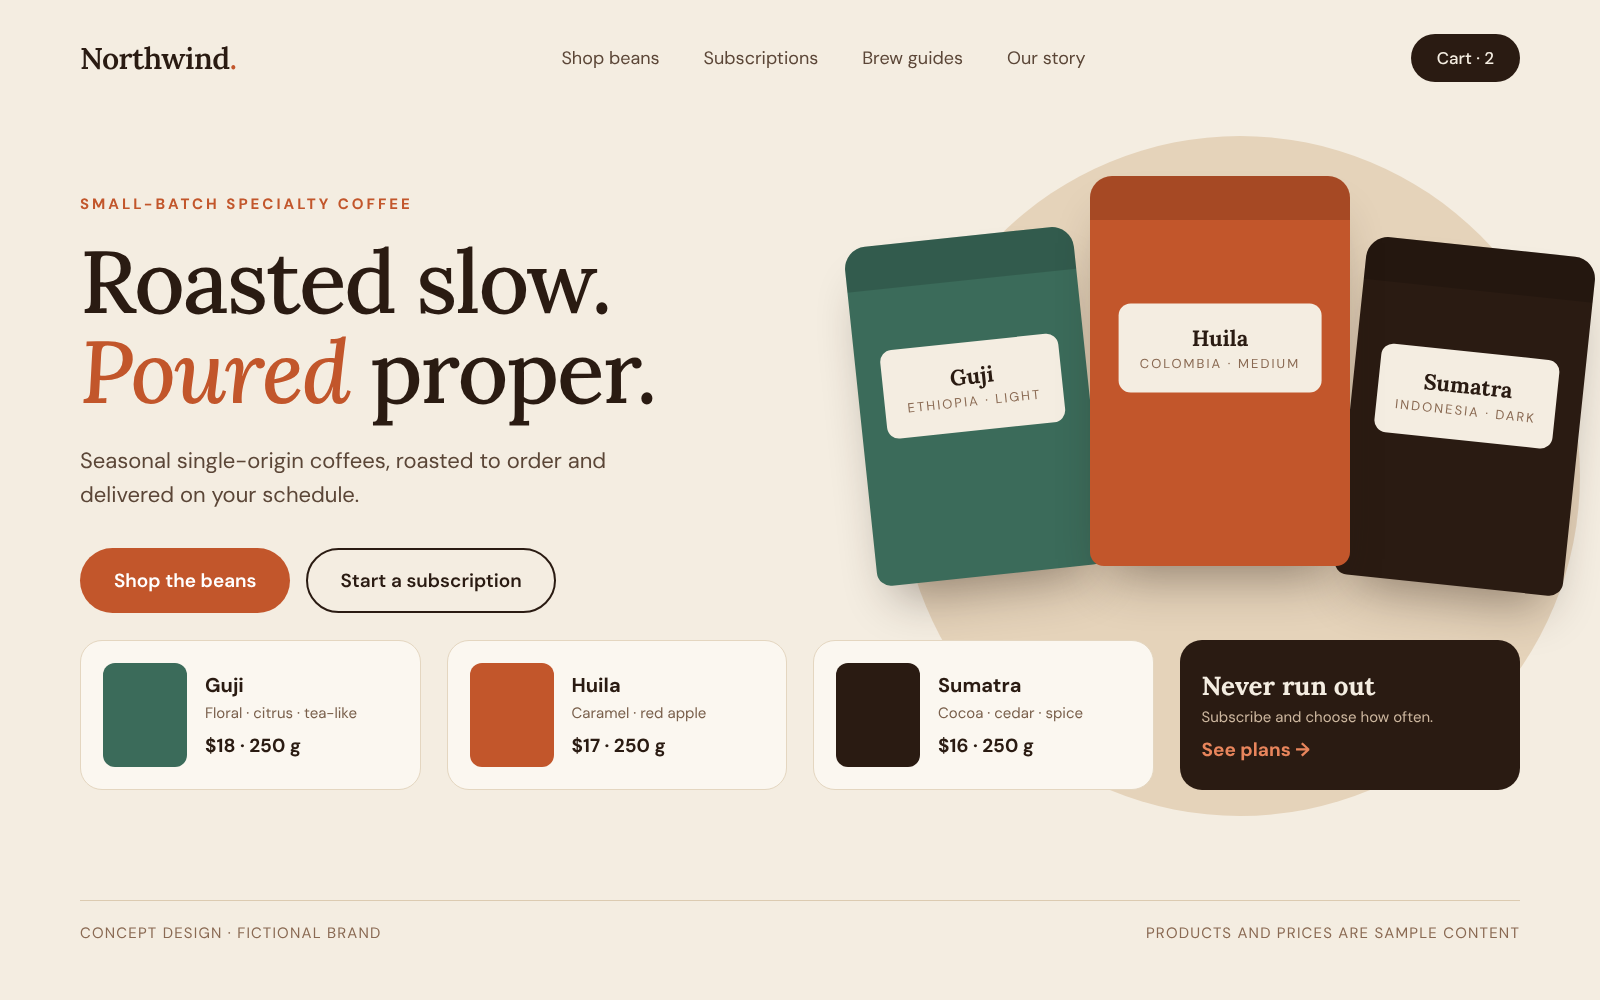 Northwind.
Shop beans
Subscriptions
Brew guides
Our story
Cart · 2
SMALL-BATCH SPECIALTY COFFEE
Roasted slow.
Poured proper.
Seasonal single-origin coffees, roasted to order and
delivered on your schedule.
Shop the beans
Start a subscription
Guji
ETHIOPIA · LIGHT
Huila
COLOMBIA · MEDIUM
Sumatra
INDONESIA · DARK
Guji
Floral · citrus · tea-like
$18 · 250 g
Huila
Caramel · red apple
$17 · 250 g
Sumatra
Cocoa · cedar · spice
$16 · 250 g
Never run out
Subscribe and choose how often.
See plans →
CONCEPT DESIGN · FICTIONAL BRAND
PRODUCTS AND PRICES ARE SAMPLE CONTENT